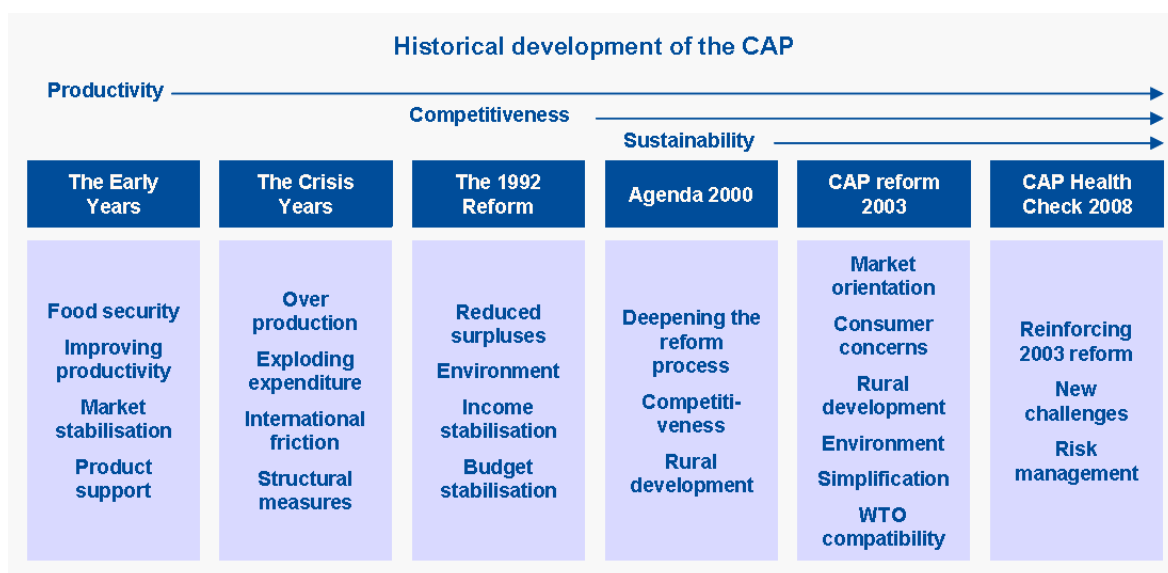 Historical development of the CAP
Productivity
Competitiveness
Sustainability
The Early
Years
The Crisis
Years
The 1992
Reform
Agenda 2000
CAP reform
2003
CAP Health
Check 2008
Food security
Improving
productivity
Market
stabilisation
Product
support
Over
production
Exploding
expenditure
International
friction
Structural
measures
Reduced
surpluses
Environment
Income
stabilisation
Budget
stabilisation
Deepening the
reform
process
Competiti-
veness
Rural
development
Market
orientation
Consumer
concerns
Rural
development
Environment
Simplification
WTO
compatibility
Reinforcing
2003 reform
New
challenges
Risk
management